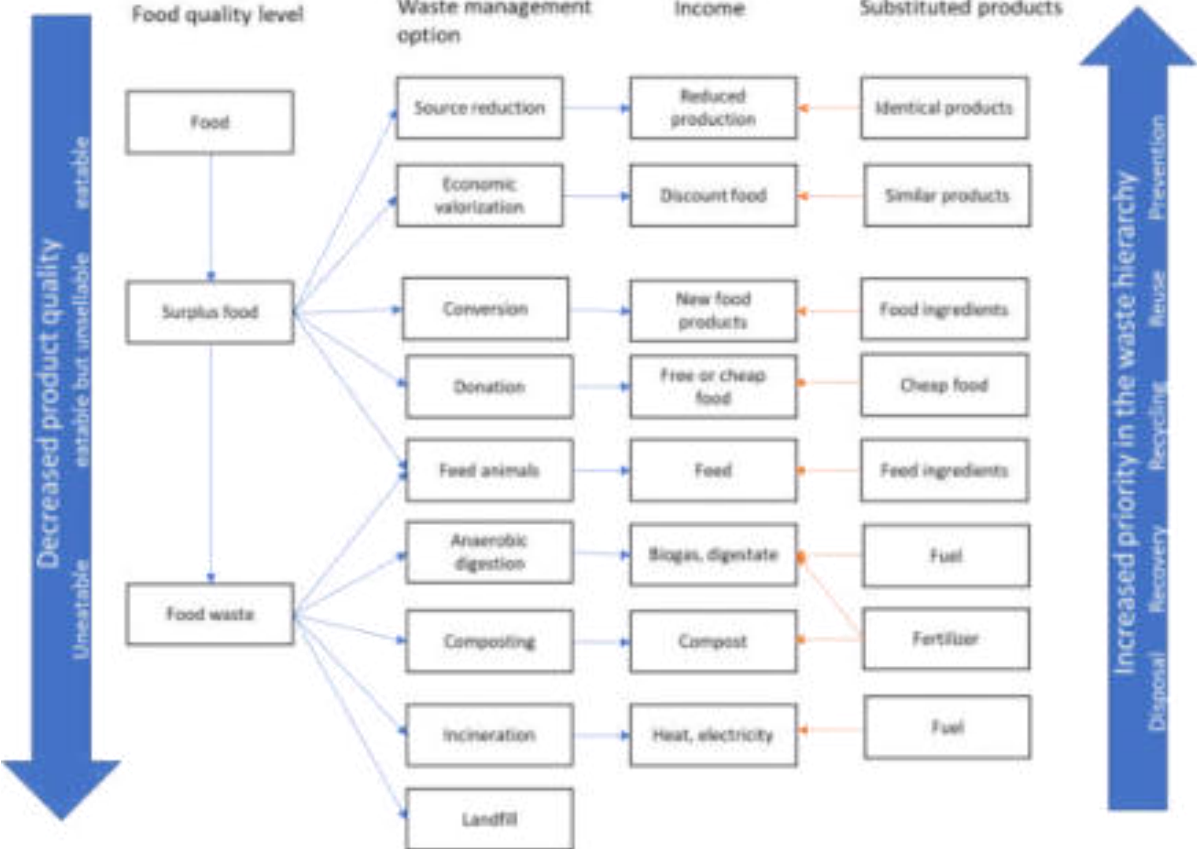 Food quality level
Waste management
option
Income
Substituted products
Decreased product quality
eatable
eatable but unsellable
Uneatable
Food
Surplus food
Food waste
Source reduction
Reduced
production
Identical products
Economic
valorization
Discount food
Similar products
Conversion
New food
products
Food ingredients
Donation
Free or cheap
food
Cheap food
Feed animals
Feed
Feed ingredients
Anaerobic
digestion
Biogas, digestate
Fuel
Composting
Compost
Fertilizer
Incineration
Heat, electricity
Fuel
Landfill
Increased priority in the waste hierarchy
Prevention
Reuse
Recycling
Recovery
Disposal